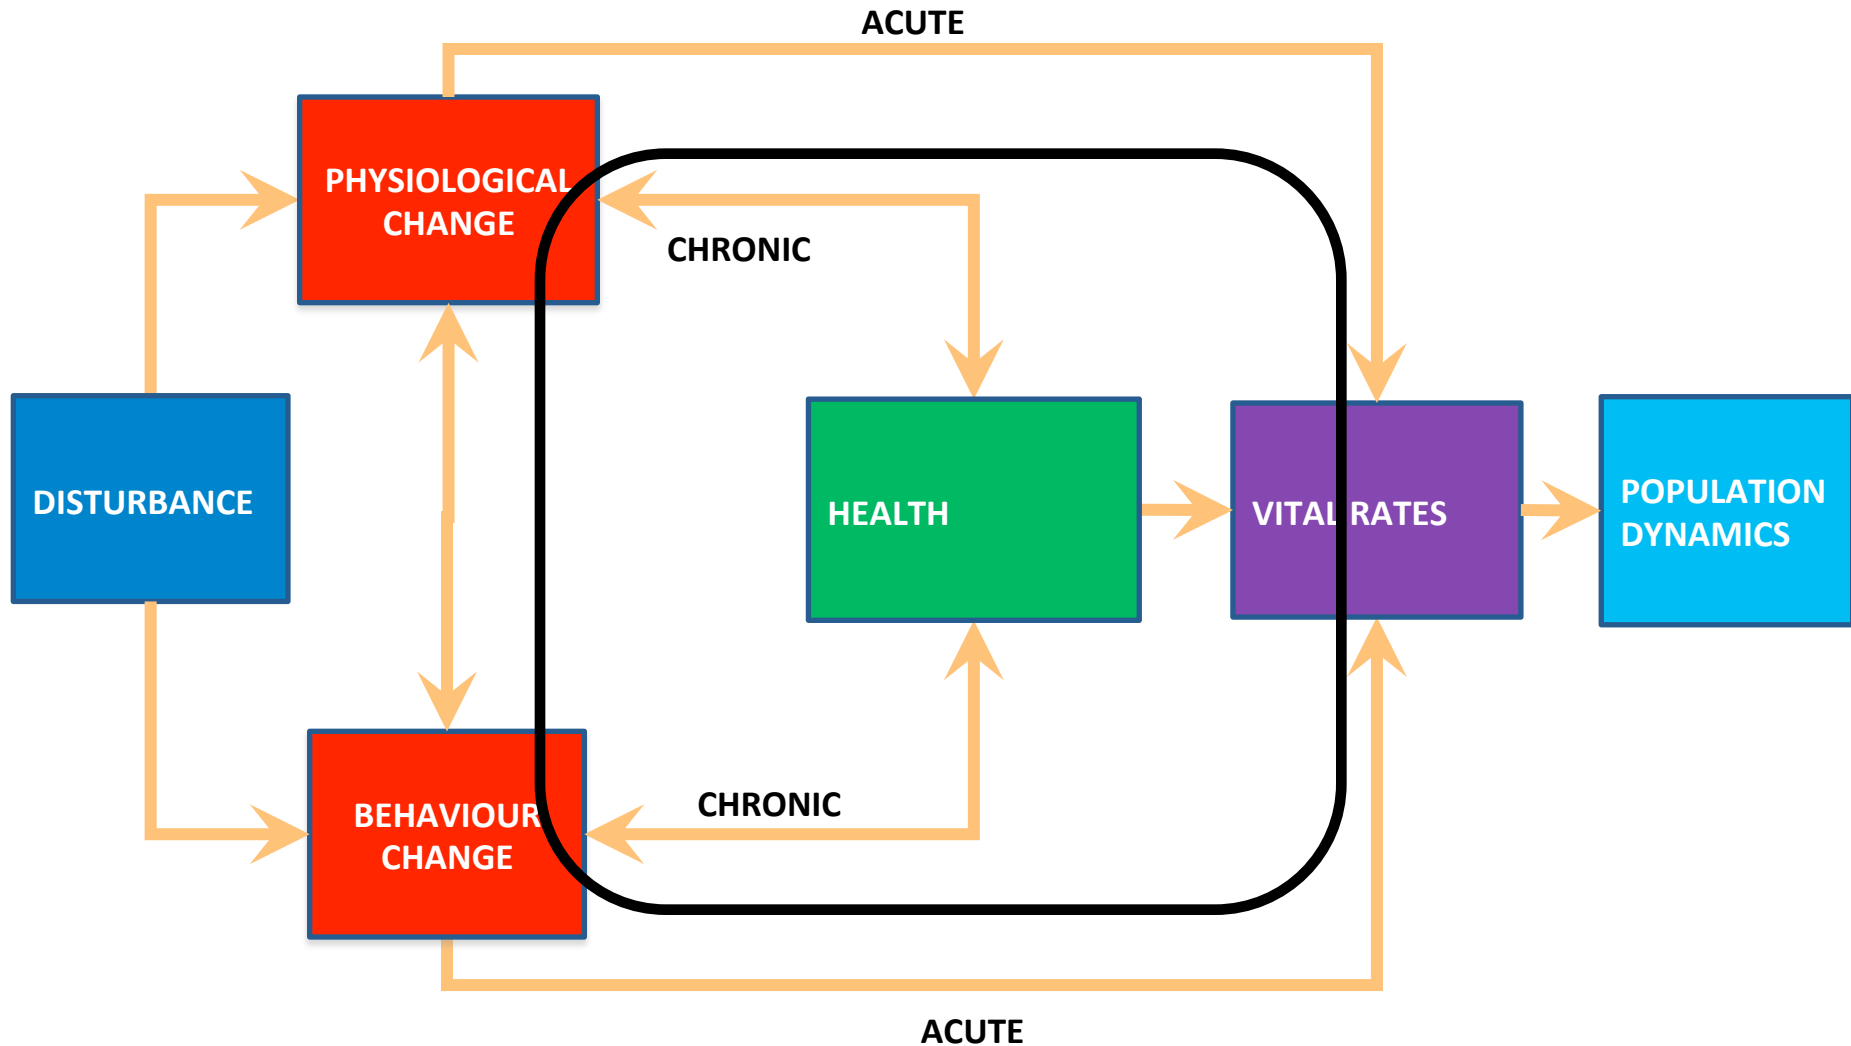 ACUTE
PHYSIOLOGICAL
CHANGE
CHRONIC
DISTURBANCE
HEALTH
VITAL RATES
POPULATION
DYNAMICS
BEHAVIOUR
CHANGE
CHRONIC
ACUTE